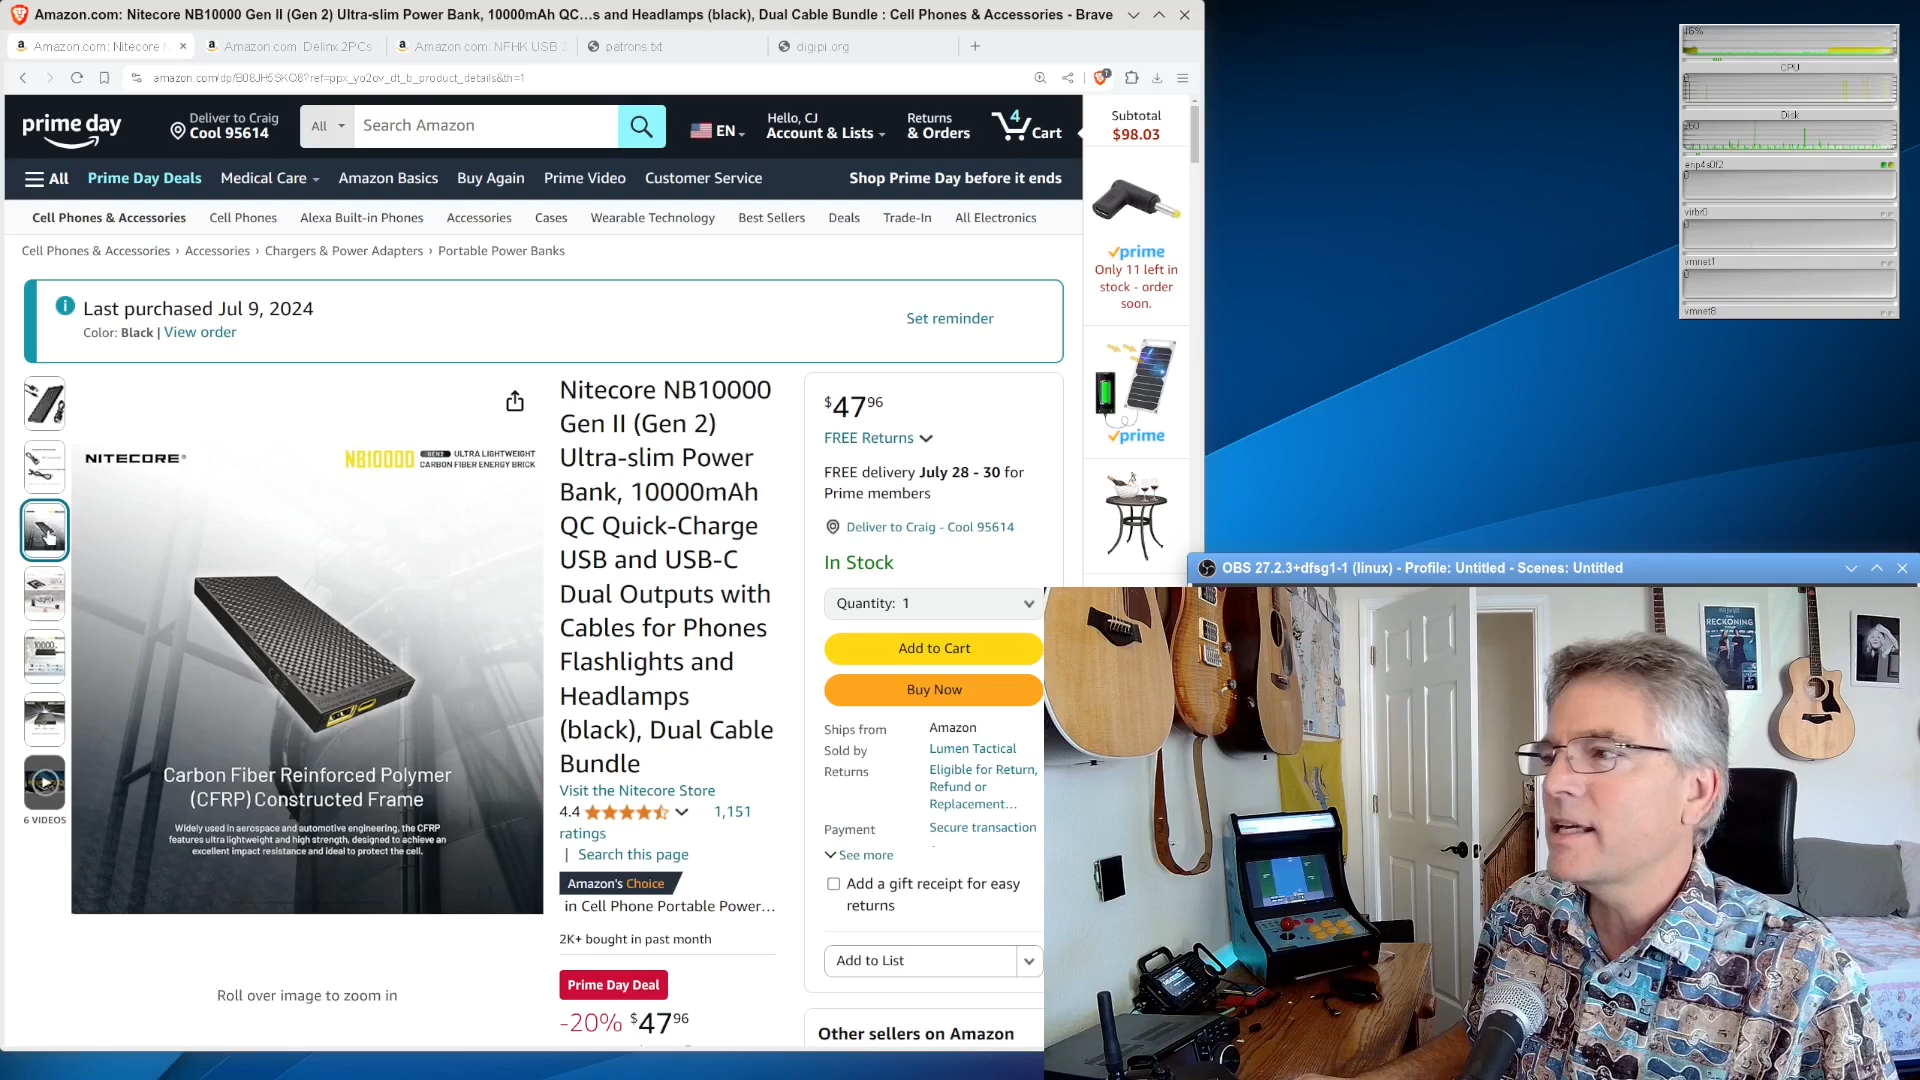 Amazon.com: Nitecore NB10000 Gen II (Gen 2) Ultra-slim Power Bank, 10000mAh QC...s and Headlamps (black), Dual Cable Bundle : Cell Phones & Accessories - Brave
Amazon.com: Nitecore N
Amazon.com: Delinx 2PCS
Amazon.com: NFHK USB 3
patrons.txt
digipi.org
amazon.com/dp/B08JH5SKQ8?ref=ppx_yo2ov_dt_b_product_details&th=1
prime day
Deliver to Craig
Cool 95614
All
Search Amazon
EN
Hello, CJ
Account & Lists
Returns
& Orders
4
Cart
Subtotal
$98.03
All
Prime Day Deals
Medical Care
Amazon Basics
Buy Again
Prime Video
Customer Service
Shop Prime Day before it ends
Cell Phones & Accessories
Cell Phones
Alexa Built-in Phones
Accessories
Cases
Wearable Technology
Best Sellers
Deals
Trade-In
All Electronics
Cell Phones & Accessories › Accessories › Chargers & Power Adapters › Portable Power Banks
prime
Only 11 left in
stock - order
soon.
prime
Last purchased Jul 9, 2024
Color: Black | View order
Set reminder
NITECORE®
NB10000 GEN2 ULTRA LIGHTWEIGHT
CARBON FIBER ENERGY BRICK
Carbon Fiber Reinforced Polymer
(CFRP) Constructed Frame
Widely used in aerospace and automotive engineering, the CFRP
features ultra lightweight and high strength, designed to achieve an
excellent impact resistance and ideal to protect the cell.
10000
6 VIDEOS
Roll over image to zoom in
Nitecore NB10000
Gen II (Gen 2)
Ultra-slim Power
Bank, 10000mAh
QC Quick-Charge
USB and USB-C
Dual Outputs with
Cables for Phones
Flashlights and
Headlamps
(black), Dual Cable
Bundle
Visit the Nitecore Store
4.4
1,151
ratings
| Search this page
Amazon's Choice
in Cell Phone Portable Power…
2K+ bought in past month
Prime Day Deal
-20% $47 96
$47 96
FREE Returns
FREE delivery July 28 - 30 for
Prime members
Deliver to Craig - Cool 95614
In Stock
Quantity: 1
Add to Cart
Buy Now
Ships from
Amazon
Sold by
Lumen Tactical
Returns
Eligible for Return,
Refund or
Replacement…
Payment
Secure transaction
See more
Add a gift receipt for easy
returns
Add to List
Other sellers on Amazon
CPU
Disk
enp4s0f2
virbr0
vmnet1
vmnet8
OBS 27.2.3+dfsg1-1 (linux) - Profile: Untitled - Scenes: Untitled
RECKONING